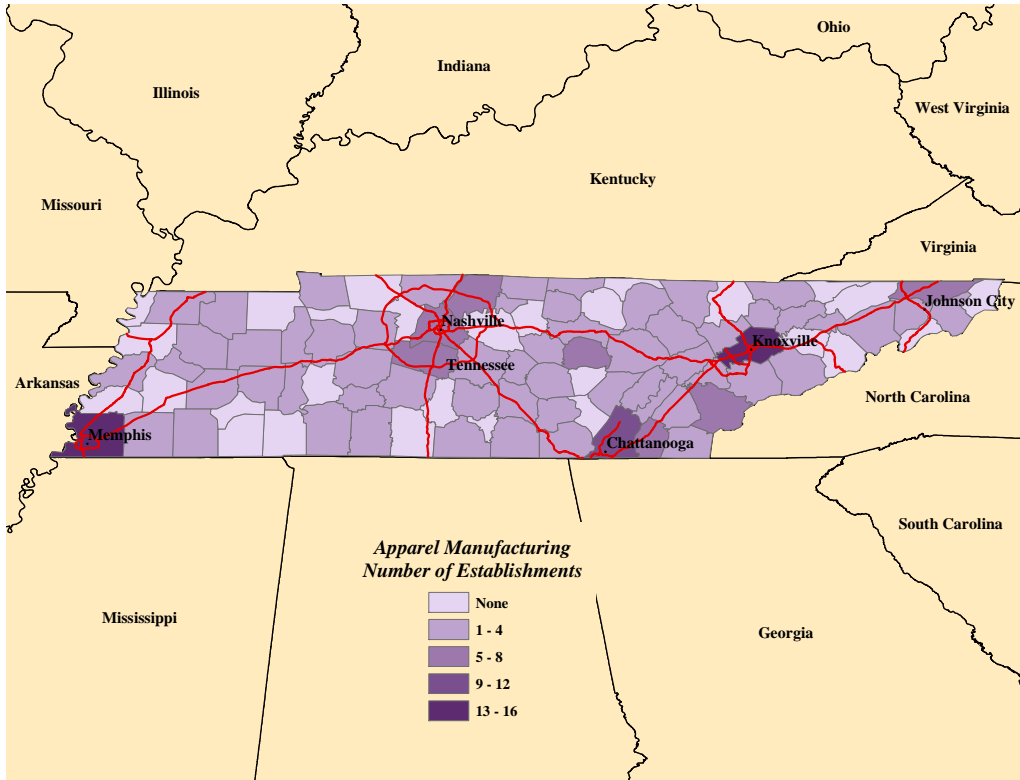 Ohio
Indiana
Illinois
West Virginia
Kentucky
Missouri
Virginia
Johnson City
Nashville
Knoxville
Tennessee
Arkansas
North Carolina
Memphis
Chattanooga
South Carolina
Apparel Manufacturing
Number of Establishments
None
1 - 4
5 - 8
9 - 12
13 - 16
Mississippi
Georgia